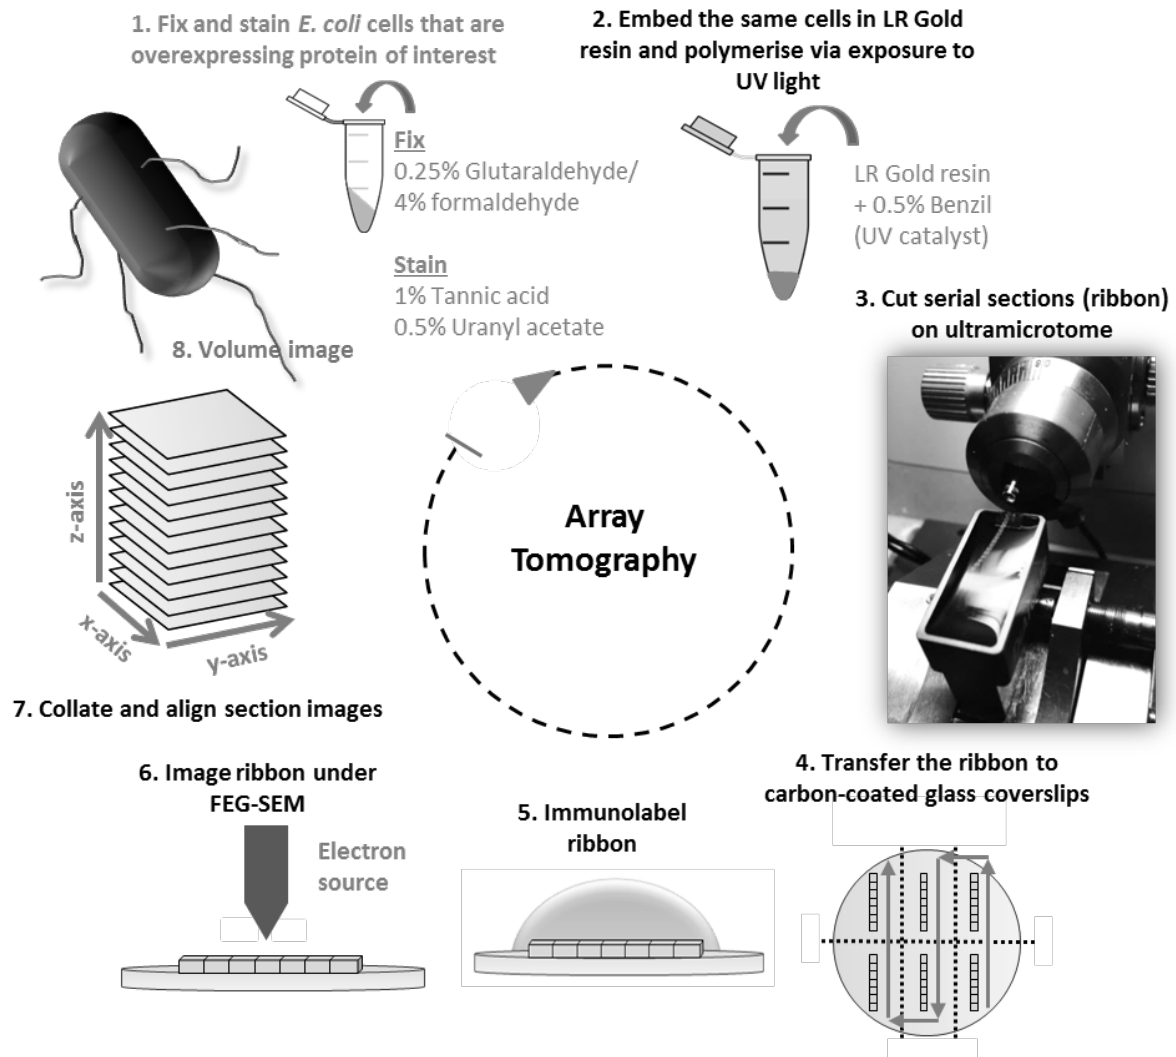 1. Fix and stain E. coli cells that are
overexpressing protein of interest
Fix
0.25% Glutaraldehyde/
4% formaldehyde
Stain
1% Tannic acid
0.5% Uranyl acetate
2. Embed the same cells in LR Gold
resin and polymerise via exposure to
UV light
LR Gold resin
+ 0.5% Benzil
(UV catalyst)
3. Cut serial sections (ribbon)
on ultramicrotome
4. Transfer the ribbon to
carbon-coated glass coverslips
5. Immunolabel
ribbon
6. Image ribbon under
FEG-SEM
Electron
source
7. Collate and align section images
8. Volume image
z-axis
x-axis
y-axis
Array
Tomography